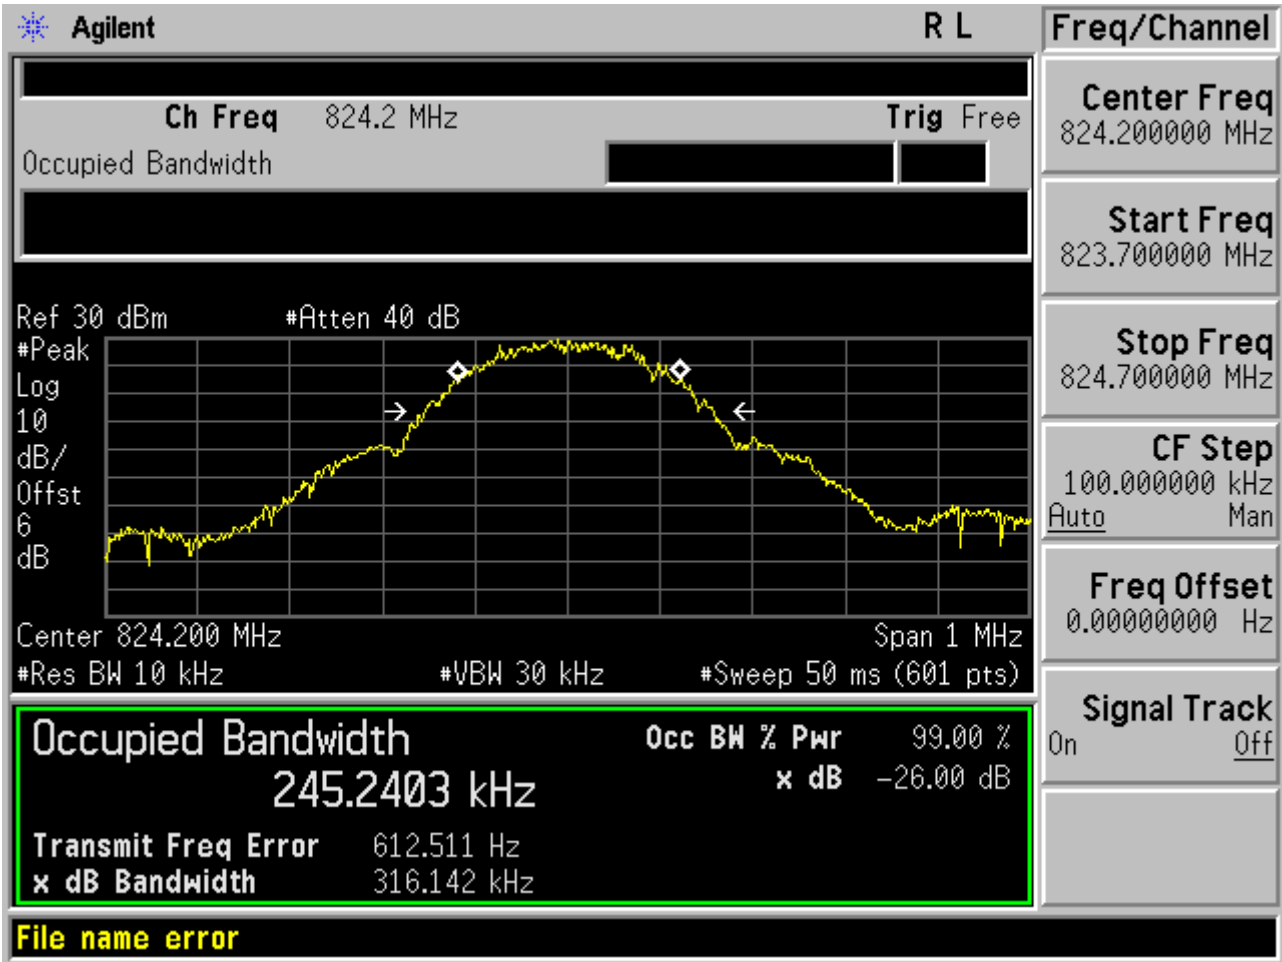 Agilent R L
Ch Freq 824.2 MHz Trig Free
Occupied Bandwidth
Ref 30 dBm #Atten 40 dB
#Peak
Log
10
dB/
Offst
6
dB
Center 824.200 MHz Span 1 MHz
#Res BW 10 kHz #VBW 30 kHz #Sweep 50 ms (601 pts)
Occupied Bandwidth
245.2403 kHz
Occ BW % Pwr 99.00 %
x dB -26.00 dB
Transmit Freq Error 612.511 Hz
x dB Bandwidth 316.142 kHz
File name error
Freq/Channel
Center Freq
824.200000 MHz
Start Freq
823.700000 MHz
Stop Freq
824.700000 MHz
CF Step
100.000000 kHz
Auto Man
Freq Offset
0.00000000 Hz
Signal Track
On Off